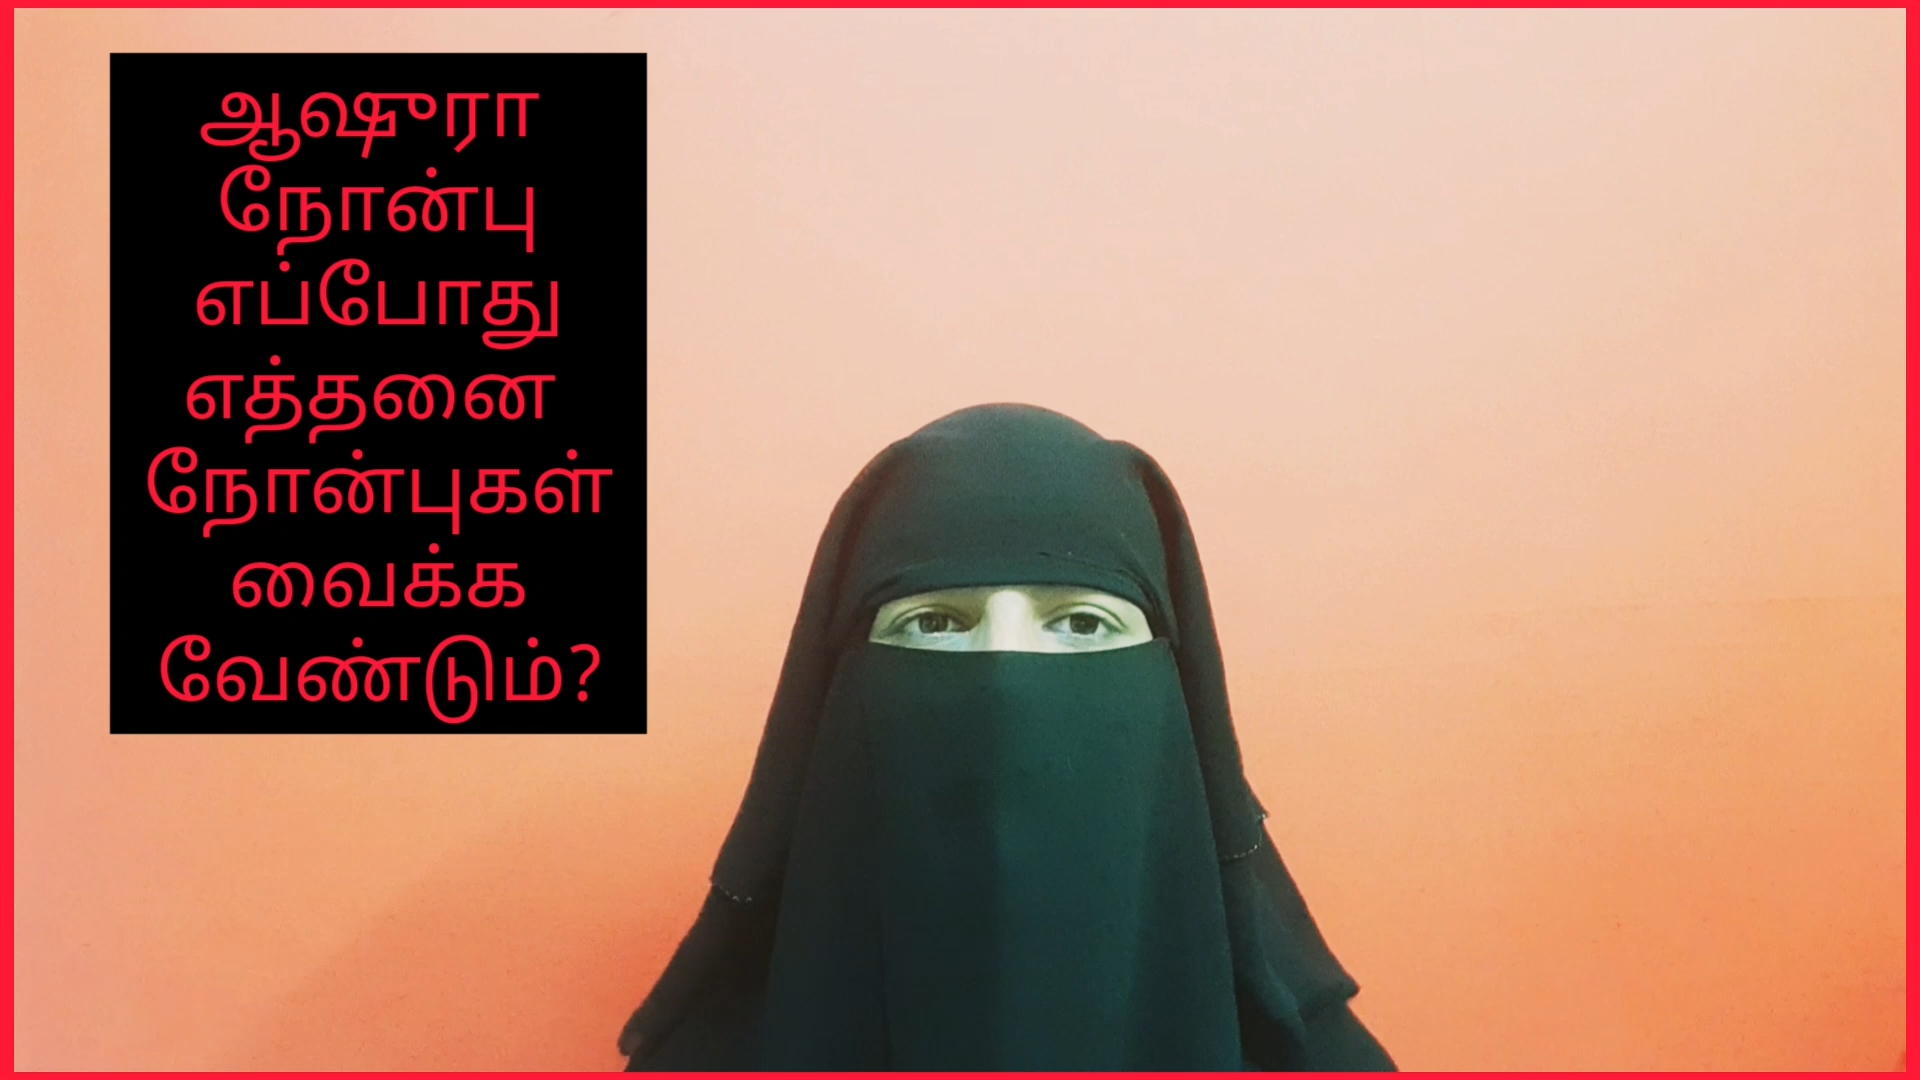 ஆஷுரா
நோன்பு
எப்போது
எத்தனை
நோன்புகள்
வைக்க
வேண்டும்?